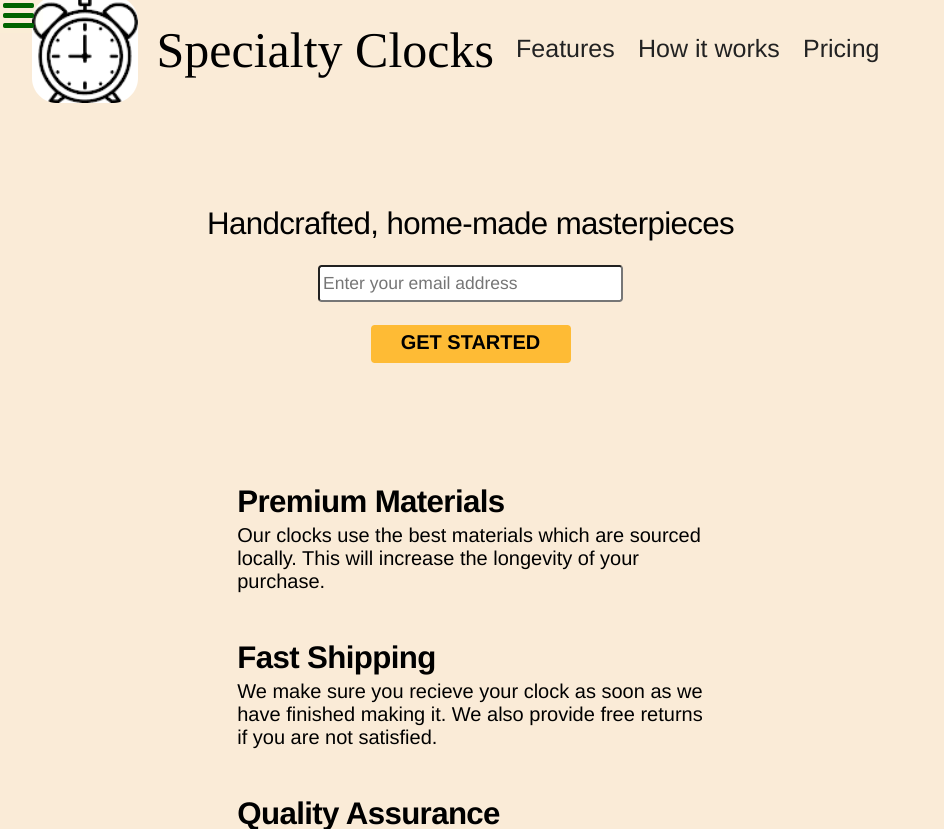 Specialty Clocks
Features
How it works
Pricing
Handcrafted, home-made masterpieces
Enter your email address
GET STARTED
Premium Materials
Our clocks use the best materials which are sourced
locally. This will increase the longevity of your
purchase.
Fast Shipping
We make sure you recieve your clock as soon as we
have finished making it. We also provide free returns
if you are not satisfied.
Quality Assurance